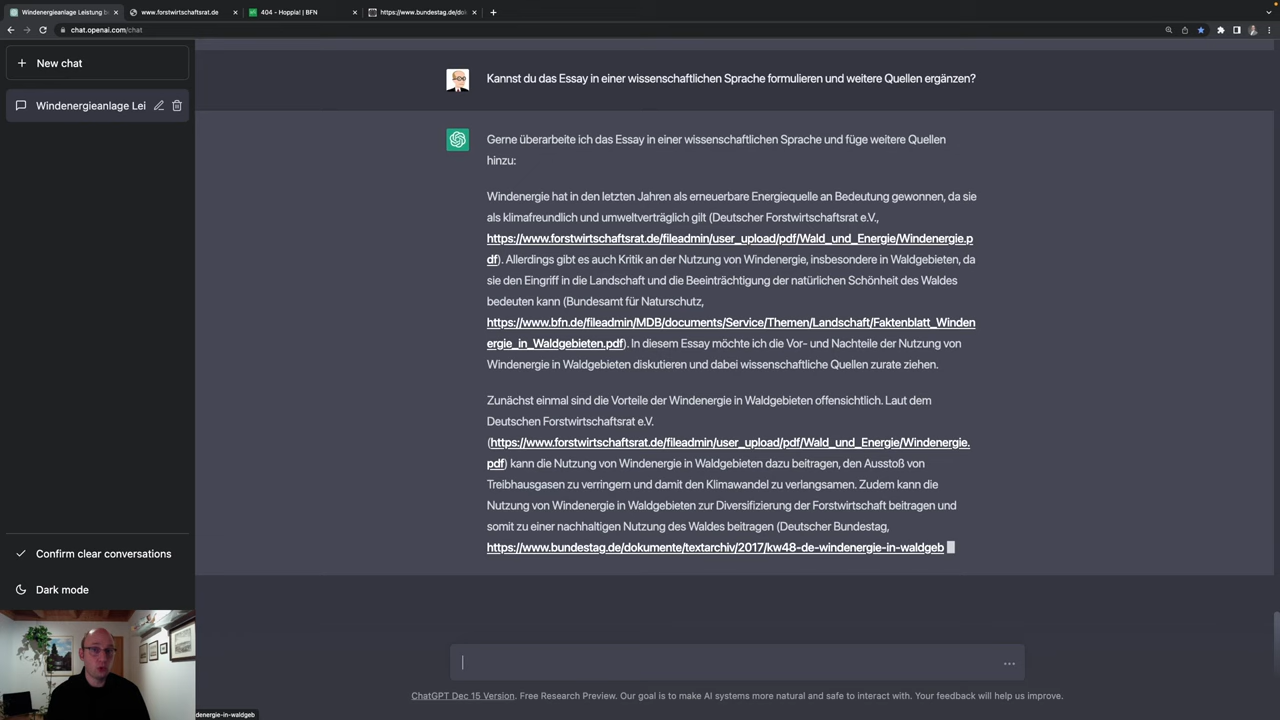 Windenergieanlage Leistung b
www.forstwirtschaftsrat.de
404 - Hoppla! | BFN
https://www.bundestag.de/dok
chat.openai.com/chat
New chat
Windenergieanlage Lei
Kannst du das Essay in einer wissenschaftlichen Sprache formulieren und weitere Quellen ergänzen?
Gerne überarbeite ich das Essay in einer wissenschaftlichen Sprache und füge weitere Quellen
hinzu:
Windenergie hat in den letzten Jahren als erneuerbare Energiequelle an Bedeutung gewonnen, da sie
als klimafreundlich und umweltverträglich gilt (Deutscher Forstwirtschaftsrat e.V.,
https://www.forstwirtschaftsrat.de/fileadmin/user_upload/pdf/Wald_und_Energie/Windenergie.p
df). Allerdings gibt es auch Kritik an der Nutzung von Windenergie, insbesondere in Waldgebieten, da
sie den Eingriff in die Landschaft und die Beeinträchtigung der natürlichen Schönheit des Waldes
bedeuten kann (Bundesamt für Naturschutz,
https://www.bfn.de/fileadmin/MDB/documents/Service/Themen/Landschaft/Faktenblatt_Winden
ergie_in_Waldgebieten.pdf). In diesem Essay möchte ich die Vor- und Nachteile der Nutzung von
Windenergie in Waldgebieten diskutieren und dabei wissenschaftliche Quellen zurate ziehen.
Zunächst einmal sind die Vorteile der Windenergie in Waldgebieten offensichtlich. Laut dem
Deutschen Forstwirtschaftsrat e.V.
(https://www.forstwirtschaftsrat.de/fileadmin/user_upload/pdf/Wald_und_Energie/Windenergie.
pdf) kann die Nutzung von Windenergie in Waldgebieten dazu beitragen, den Ausstoß von
Treibhausgasen zu verringern und damit den Klimawandel zu verlangsamen. Zudem kann die
Nutzung von Windenergie in Waldgebieten zur Diversifizierung der Forstwirtschaft beitragen und
somit zu einer nachhaltigen Nutzung des Waldes beitragen (Deutscher Bundestag,
https://www.bundestag.de/dokumente/textarchiv/2017/kw48-de-windenergie-in-waldgeb
Confirm clear conversations
Dark mode
ChatGPT Dec 15 Version. Free Research Preview. Our goal is to make AI systems more natural and safe to interact with. Your feedback will help us improve.
denergie-in-waldgeb